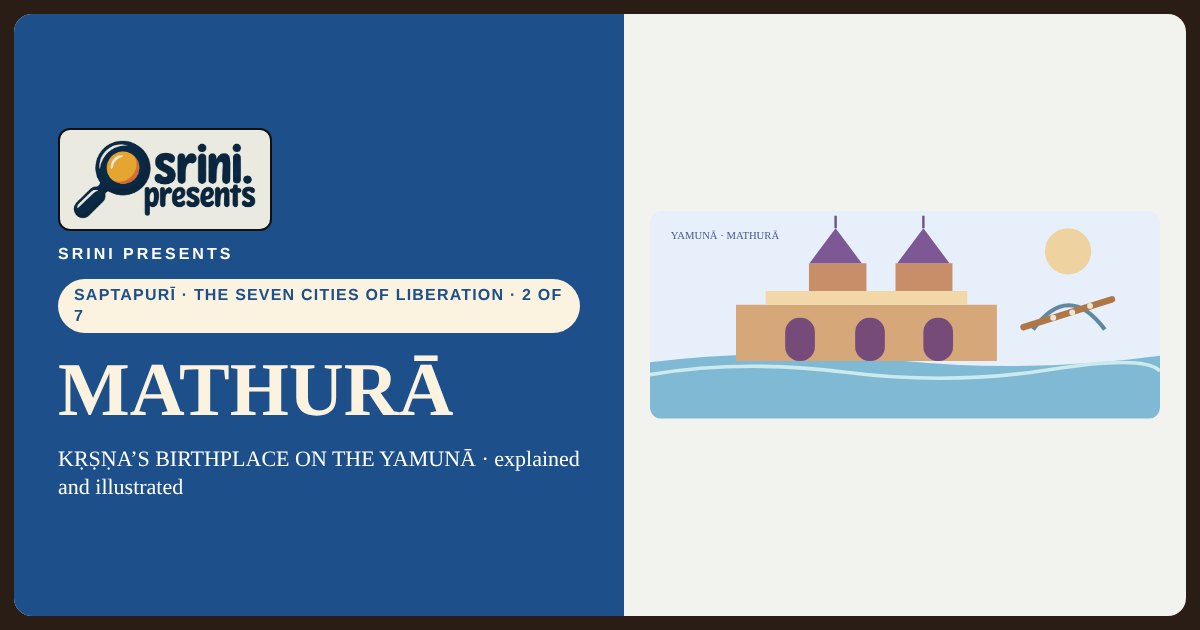 srini.
presents
SRINI PRESENTS
SAPTAPURĪ · THE SEVEN CITIES OF LIBERATION · 2 OF
7
MATHURĀ
KṚṢṆA’S BIRTHPLACE ON THE YAMUNĀ · explained
and illustrated
YAMUNĀ · MATHURĀ